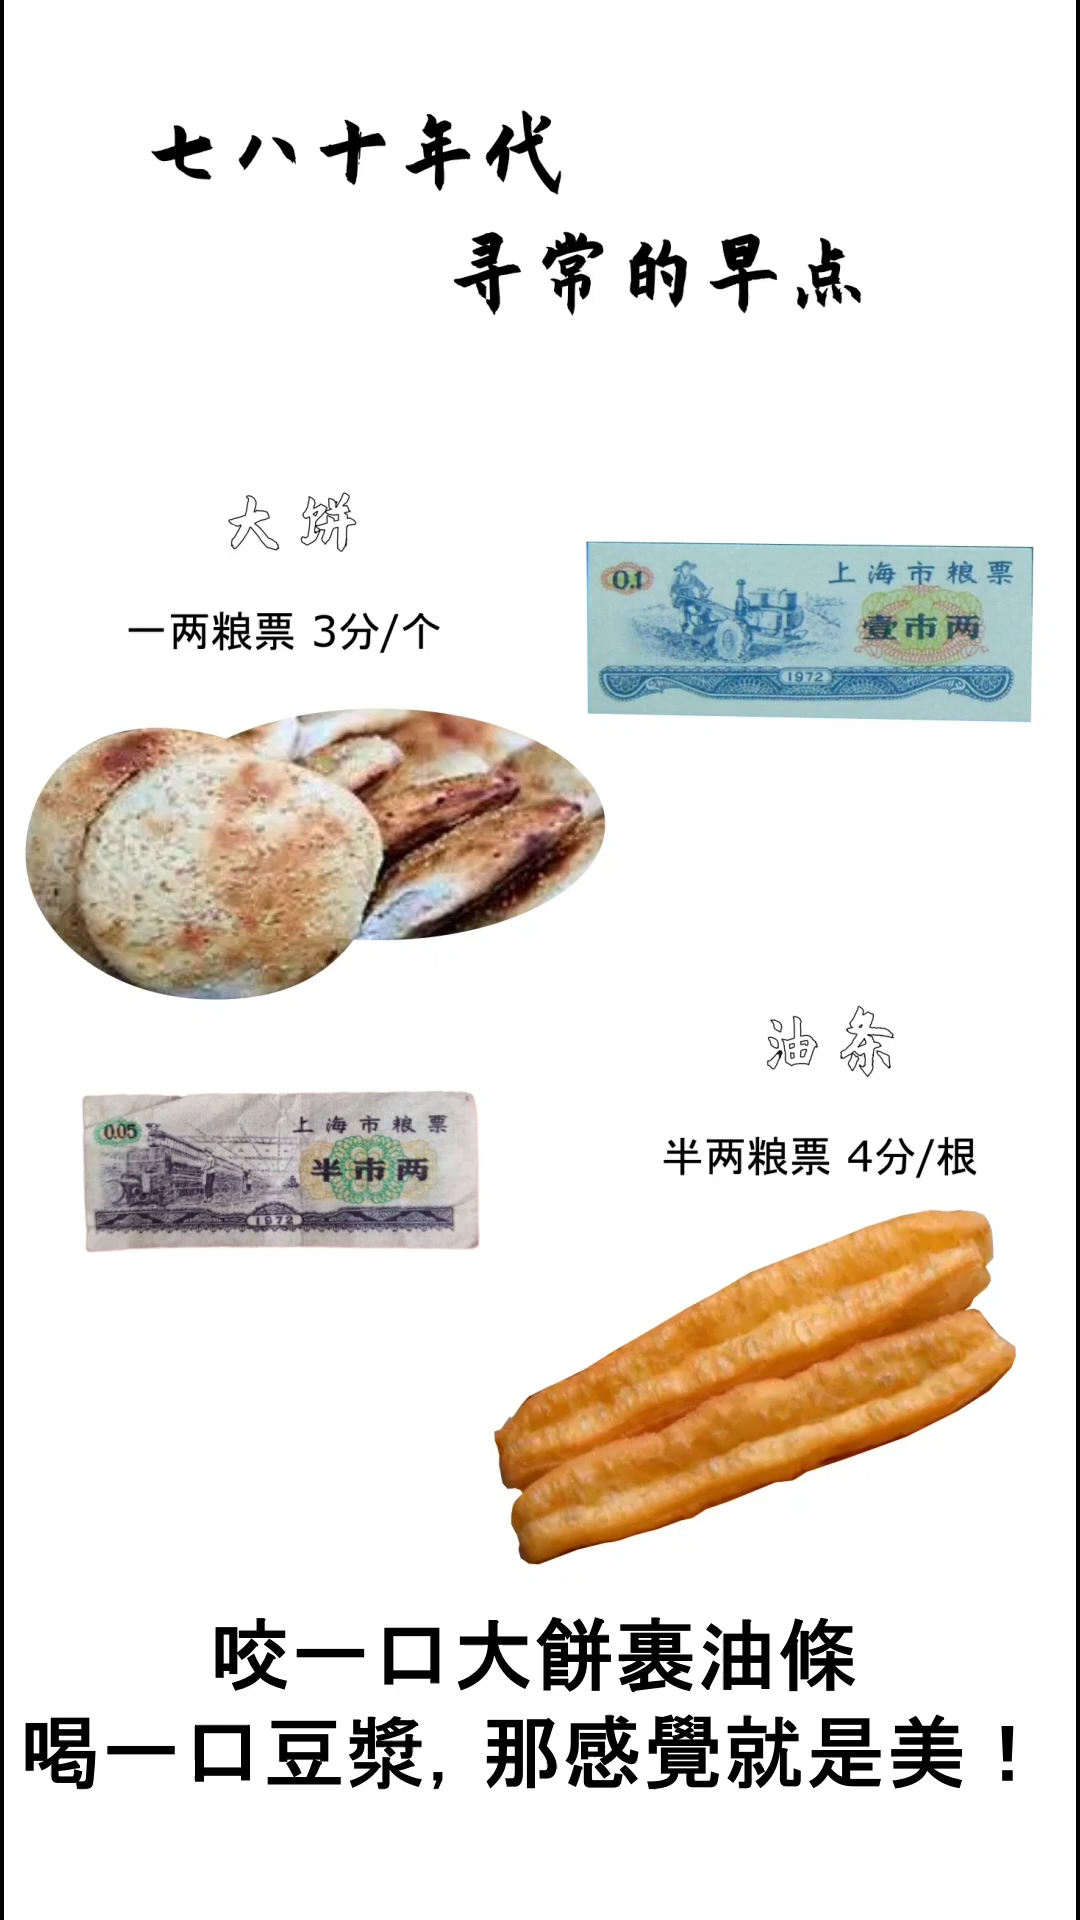 七八十年代
寻常的早点
大饼
一两粮票 3分/个
0.1
上海市粮票
壹市两
1972
油条
半两粮票 4分/根
0.05
上海市粮票
半市两
1972
咬一口大餅裹油條
喝一口豆漿, 那感覺就是美！